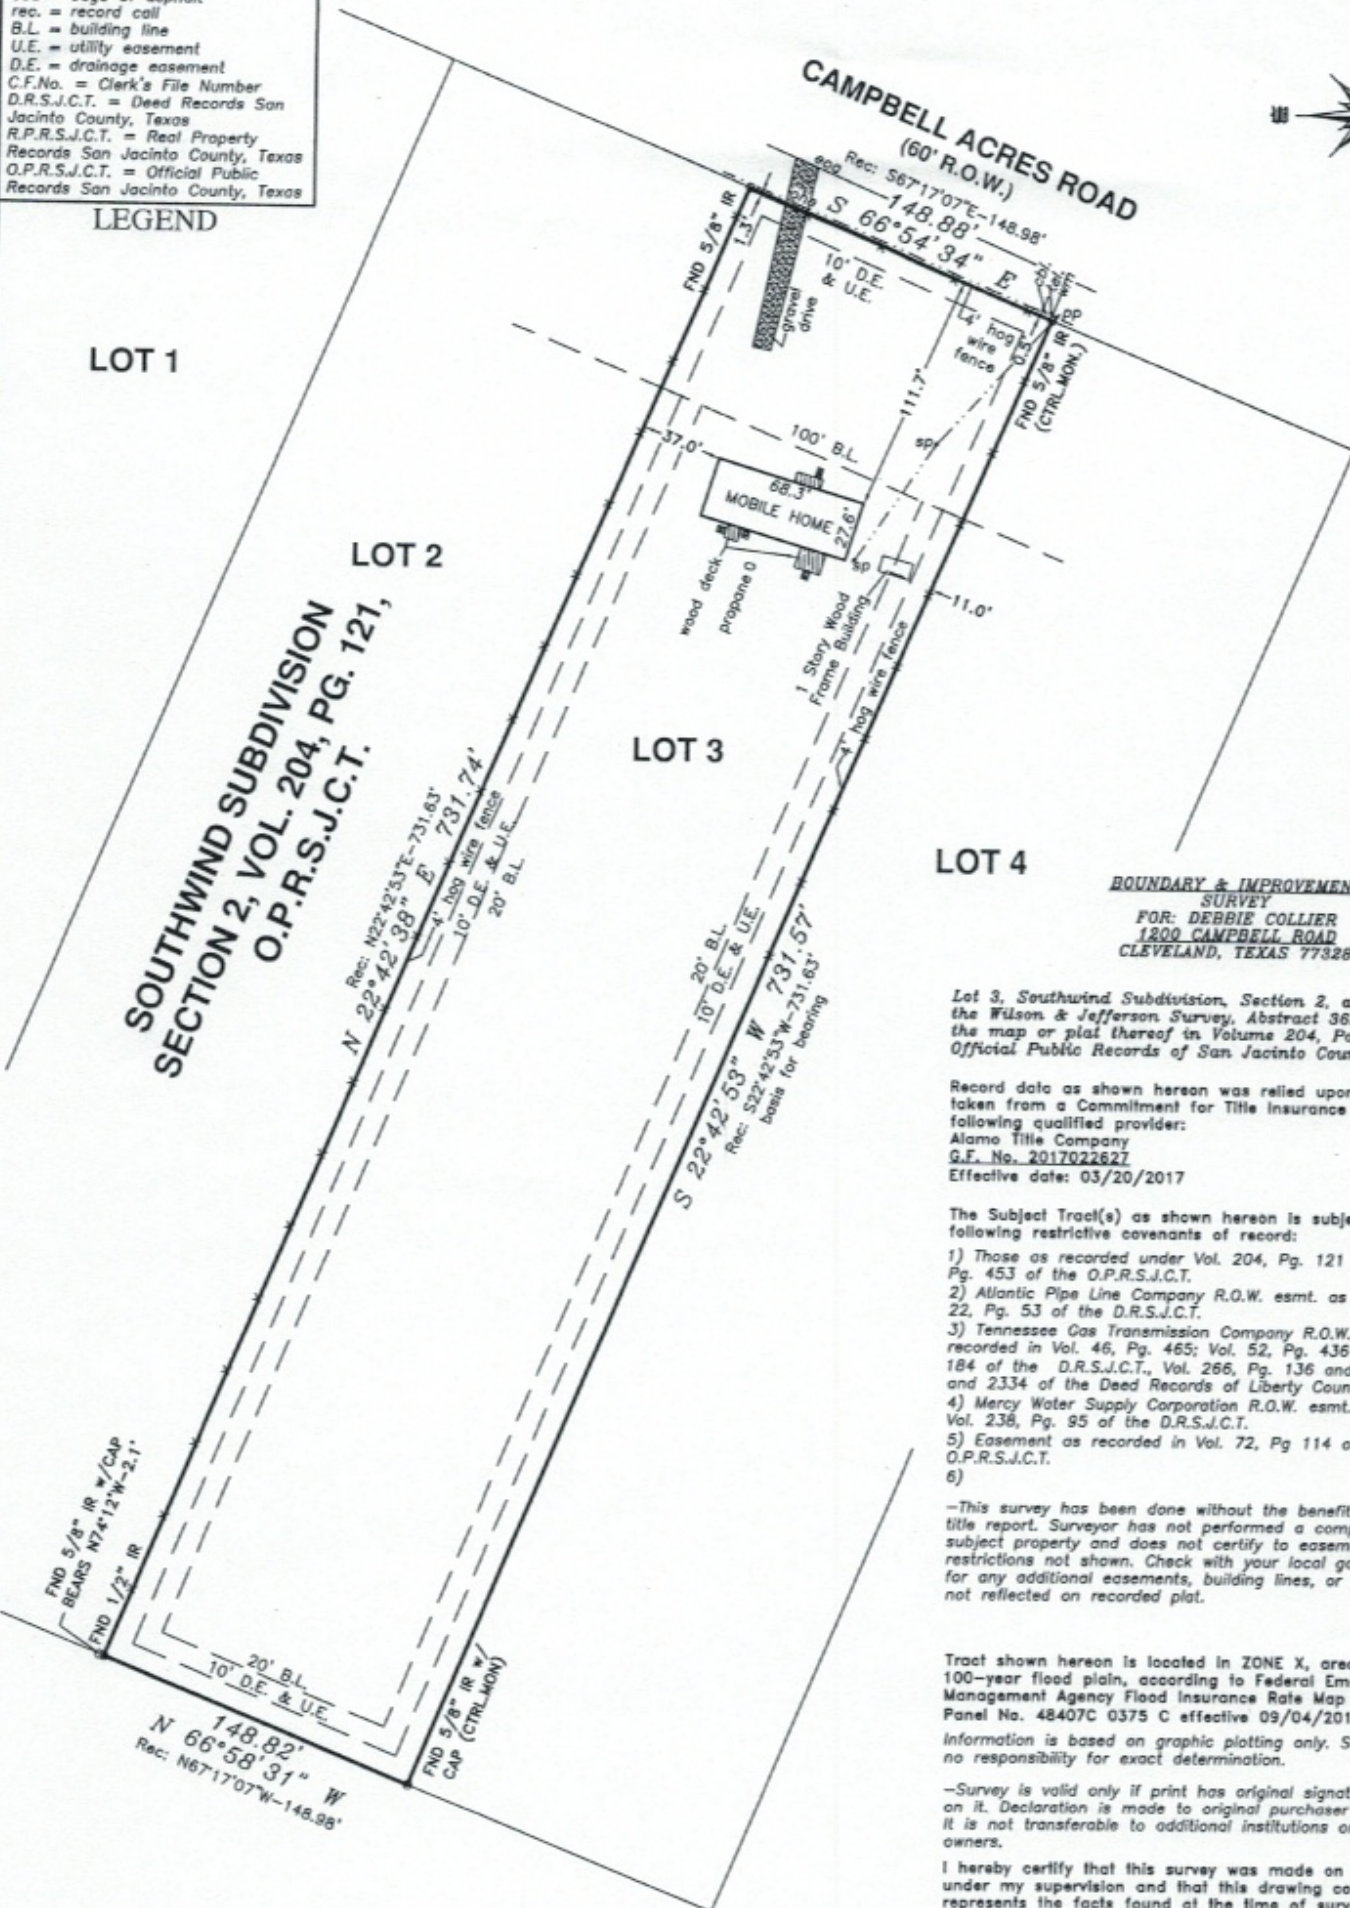 rec. = record call
B.L. = building line
U.E. = utility easement
D.E. = drainage easement
C.F.No. = Clerk's File Number
D.R.S.J.C.T. = Deed Records San
Jacinto County, Texas
R.P.R.S.J.C.T. = Real Property
Records San Jacinto County, Texas
O.P.R.S.J.C.T. = Official Public
Records San Jacinto County, Texas
LEGEND
CAMPBELL ACRES ROAD
(60' R.O.W.)
Rec: S67°17'07"E-148.98'
148.88'
S 66°54'34" E
eoa
FND 5/8" IR
1.3'
10' D.E.
& U.E.
gravel
drive
4' hog
wire
fence
0.5'
cbl.
tel.
wm
pp
FND 5/8" IR
(CTRL.MON.)
111.7'
sp
100' B.L.
37.0'
68.3'
MOBILE HOME
27.6'
sp
wood deck
propane
1 Story Wood
Frame Building
11.0'
4' hog wire fence
LOT 1
LOT 2
LOT 3
LOT 4
SOUTHWIND SUBDIVISION
SECTION 2, VOL. 204, PG. 121,
O.P.R.S.J.C.T.
Rec: N22°42'53"E-731.63'
N 22°42'38" E 731.74'
4' hog wire fence
10' D.E. & U.E.
20' B.L.
20' B.L.
10' D.E. & U.E.
S 22°42'53" W 731.57'
Rec: S22°42'53"W-731.63'
basis for bearing
FND 5/8" IR w/CAP
BEARS N74°12'W-2.1'
FND 1/2" IR
20' B.L.
10' D.E. & U.E.
148.82'
N 66°58'31" W
Rec: N67°17'07"W-148.98'
FND 5/8" IR w/
CAP (CTRL.MON)
BOUNDARY & IMPROVEMEN
SURVEY
FOR: DEBBIE COLLIER
1200 CAMPBELL ROAD
CLEVELAND, TEXAS 77328
Lot 3, Southwind Subdivision, Section 2, a
the Wilson & Jefferson Survey, Abstract 36
the map or plat thereof in Volume 204, Pa
Official Public Records of San Jacinto Cou
Record data as shown hereon was relied upon
taken from a Commitment for Title Insurance
following qualified provider:
Alamo Title Company
G.F. No. 2017022627
Effective date: 03/20/2017
The Subject Tract(s) as shown hereon is subje
following restrictive covenants of record:
1) Those as recorded under Vol. 204, Pg. 121
Pg. 453 of the O.P.R.S.J.C.T.
2) Atlantic Pipe Line Company R.O.W. esmt. as
22, Pg. 53 of the D.R.S.J.C.T.
3) Tennessee Gas Transmission Company R.O.W.
recorded in Vol. 46, Pg. 465; Vol. 52, Pg. 436
184 of the D.R.S.J.C.T., Vol. 266, Pg. 136 and
and 2334 of the Deed Records of Liberty Coun
4) Mercy Water Supply Corporation R.O.W. esmt.
Vol. 238, Pg. 95 of the D.R.S.J.C.T.
5) Easement as recorded in Vol. 72, Pg 114 o
O.P.R.S.J.C.T.
6)
-This survey has been done without the benefit
title report. Surveyor has not performed a comp
subject property and does not certify to easem
restrictions not shown. Check with your local go
for any additional easements, building lines, or
not reflected on recorded plat.
Tract shown hereon is located in ZONE X, area
100-year flood plain, according to Federal Em
Management Agency Flood Insurance Rate Map
Panel No. 48407C 0375 C effective 09/04/201
Information is based on graphic plotting only. S
no responsibility for exact determination.
-Survey is valid only if print has original signat
on it. Declaration is made to original purchaser
It is not transferable to additional institutions o
owners.
I hereby certify that this survey was made on
under my supervision and that this drawing co
represents the facts found at the time of surv